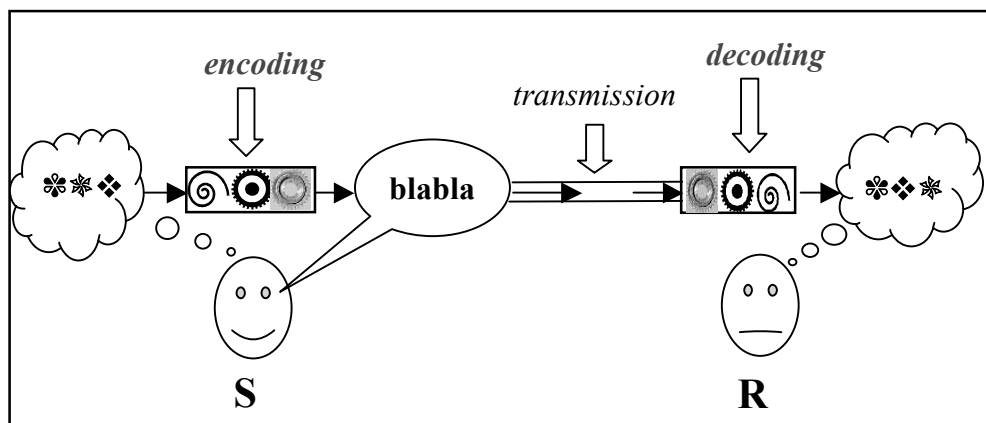 encoding
decoding
transmission
blabla
S
R